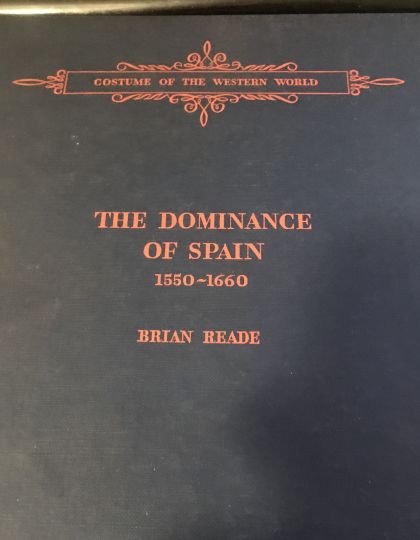 COSTUME OF THE WESTERN WORLD
THE DOMINANCE
OF SPAIN
1550~1660
BRIAN READE